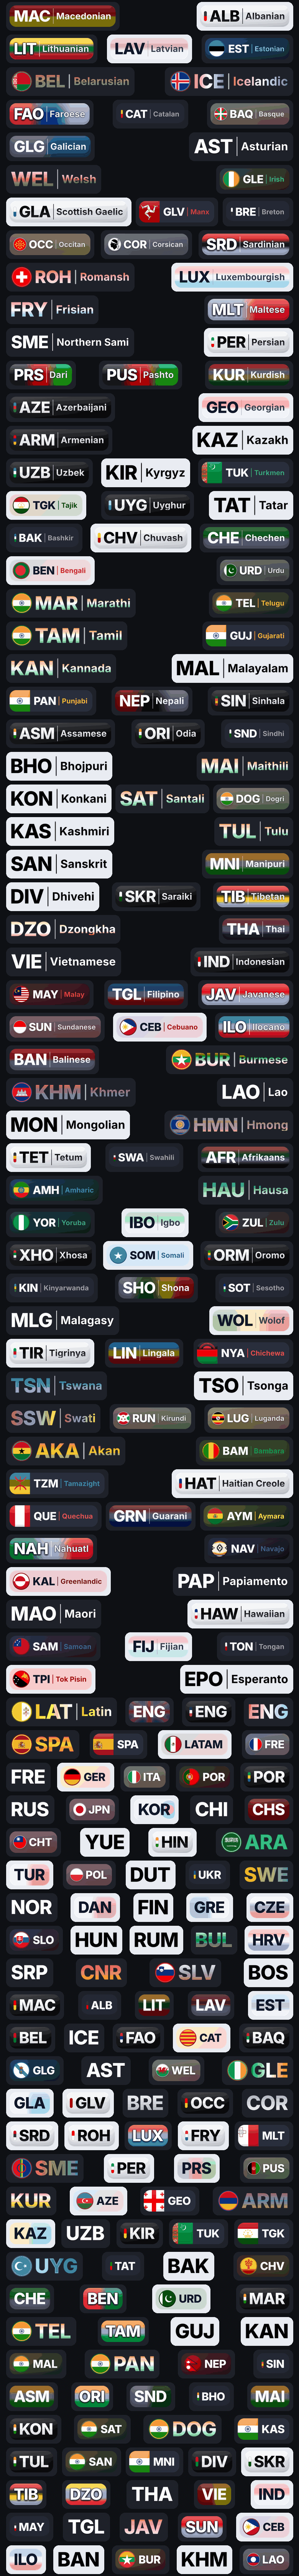 MAC Macedonian ALB Albanian
LIT Lithuanian LAV Latvian EST Estonian
BEL Belarusian ICE Icelandic
FAO Faroese CAT Catalan BAQ Basque
GLG Galician AST Asturian
WEL Welsh GLE Irish
GLA Scottish Gaelic GLV Manx BRE Breton
OCC Occitan COR Corsican SRD Sardinian
ROH Romansh LUX Luxembourgish
FRY Frisian MLT Maltese
SME Northern Sami PER Persian
PRS Dari PUS Pashto KUR Kurdish
AZE Azerbaijani GEO Georgian
ARM Armenian KAZ Kazakh
UZB Uzbek KIR Kyrgyz TUK Turkmen
TGK Tajik UYG Uyghur TAT Tatar
BAK Bashkir CHV Chuvash CHE Chechen
BEN Bengali URD Urdu
MAR Marathi TEL Telugu
TAM Tamil GUJ Gujarati
KAN Kannada MAL Malayalam
PAN Punjabi NEP Nepali SIN Sinhala
ASM Assamese ORI Odia SND Sindhi
BHO Bhojpuri MAI Maithili
KON Konkani SAT Santali DOG Dogri
KAS Kashmiri TUL Tulu
SAN Sanskrit MNI Manipuri
DIV Dhivehi SKR Saraiki TIB Tibetan
DZO Dzongkha THA Thai
VIE Vietnamese IND Indonesian
MAY Malay TGL Filipino JAV Javanese
SUN Sundanese CEB Cebuano ILO Ilocano
BAN Balinese BUR Burmese
KHM Khmer LAO Lao
MON Mongolian HMN Hmong
TET Tetum SWA Swahili AFR Afrikaans
AMH Amharic HAU Hausa
YOR Yoruba IBO Igbo ZUL Zulu
XHO Xhosa SOM Somali ORM Oromo
KIN Kinyarwanda SHO Shona SOT Sesotho
MLG Malagasy WOL Wolof
TIR Tigrinya LIN Lingala NYA Chichewa
TSN Tswana TSO Tsonga
SSW Swati RUN Kirundi LUG Luganda
AKA Akan BAM Bambara
TZM Tamazight HAT Haitian Creole
QUE Quechua GRN Guarani AYM Aymara
NAH Nahuatl NAV Navajo
KAL Greenlandic PAP Papiamento
MAO Maori HAW Hawaiian
SAM Samoan FIJ Fijian TON Tongan
TPI Tok Pisin EPO Esperanto
LAT Latin ENG ENG ENG
SPA SPA LATAM FRE
FRE GER ITA POR POR
RUS JPN KOR CHI CHS
CHT YUE HIN ARA
TUR POL DUT UKR SWE
NOR DAN FIN GRE CZE
SLO HUN RUM BUL HRV
SRP CNR SLV BOS
MAC ALB LIT LAV EST
BEL ICE FAO CAT BAQ
GLG AST WEL GLE
GLA GLV BRE OCC COR
SRD ROH LUX FRY MLT
SME PER PRS PUS
KUR AZE GEO ARM
KAZ UZB KIR TUK TGK
UYG TAT BAK CHV
CHE BEN URD MAR
TEL TAM GUJ KAN
MAL PAN NEP SIN
ASM ORI SND BHO MAI
KON SAT DOG KAS
TUL SAN MNI DIV SKR
TIB DZO THA VIE IND
MAY TGL JAV SUN CEB
ILO BAN BUR KHM LAO